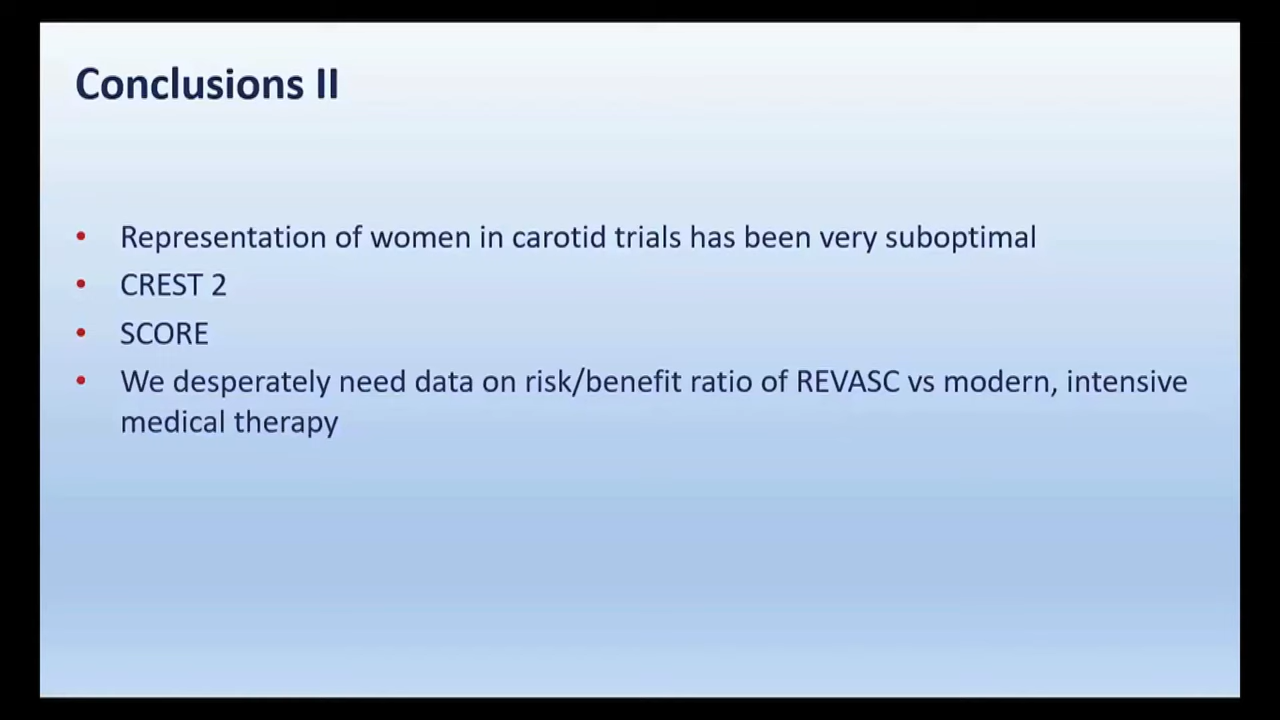 Conclusions II
• Representation of women in carotid trials has been very suboptimal
• CREST 2
• SCORE
• We desperately need data on risk/benefit ratio of REVASC vs modern, intensive
medical therapy